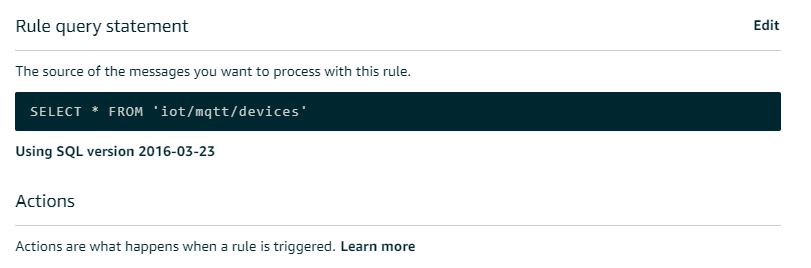 Rule query statement
Edit
The source of the messages you want to process with this rule.
SELECT * FROM 'iot/mqtt/devices'
Using SQL version 2016-03-23
Actions
Actions are what happens when a rule is triggered. Learn more